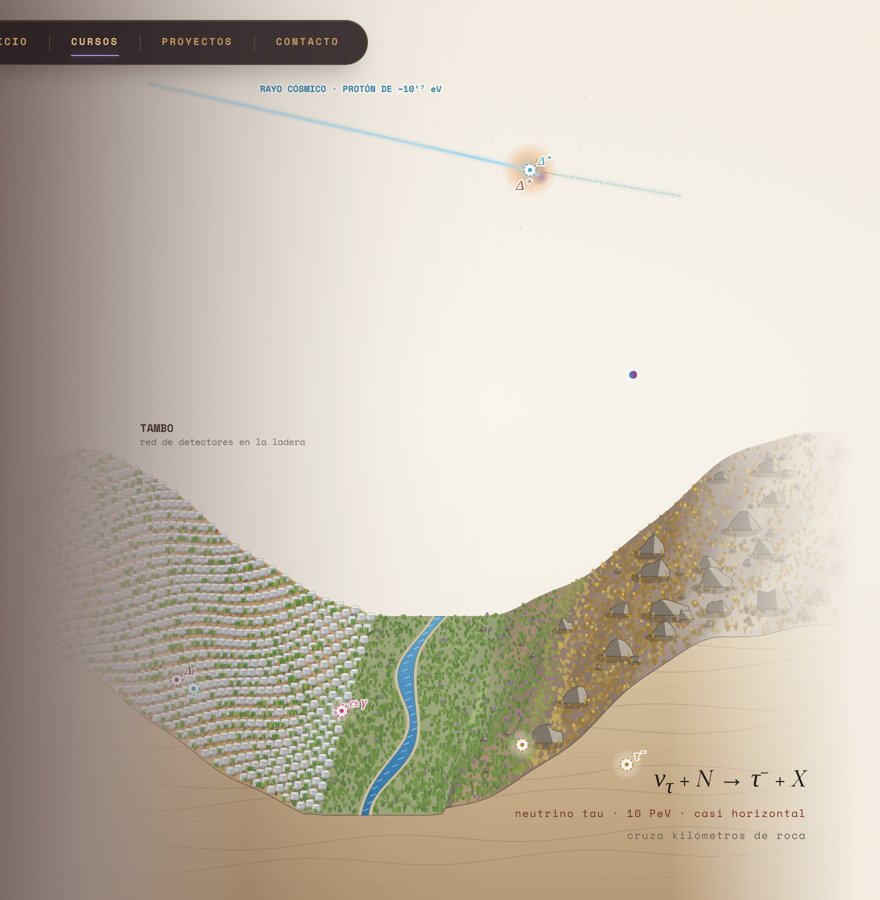 ICIO
CURSOS
PROYECTOS
CONTACTO
RAYO CÓSMICO · PROTÓN DE ~10¹⁷ eV
Δ⁺
Δ⁺
TAMBO
red de detectores en la ladera
e± γ
τ⁻
ντ + N → τ⁻ + X
neutrino tau · 10 PeV · casi horizontal
cruza kilómetros de roca